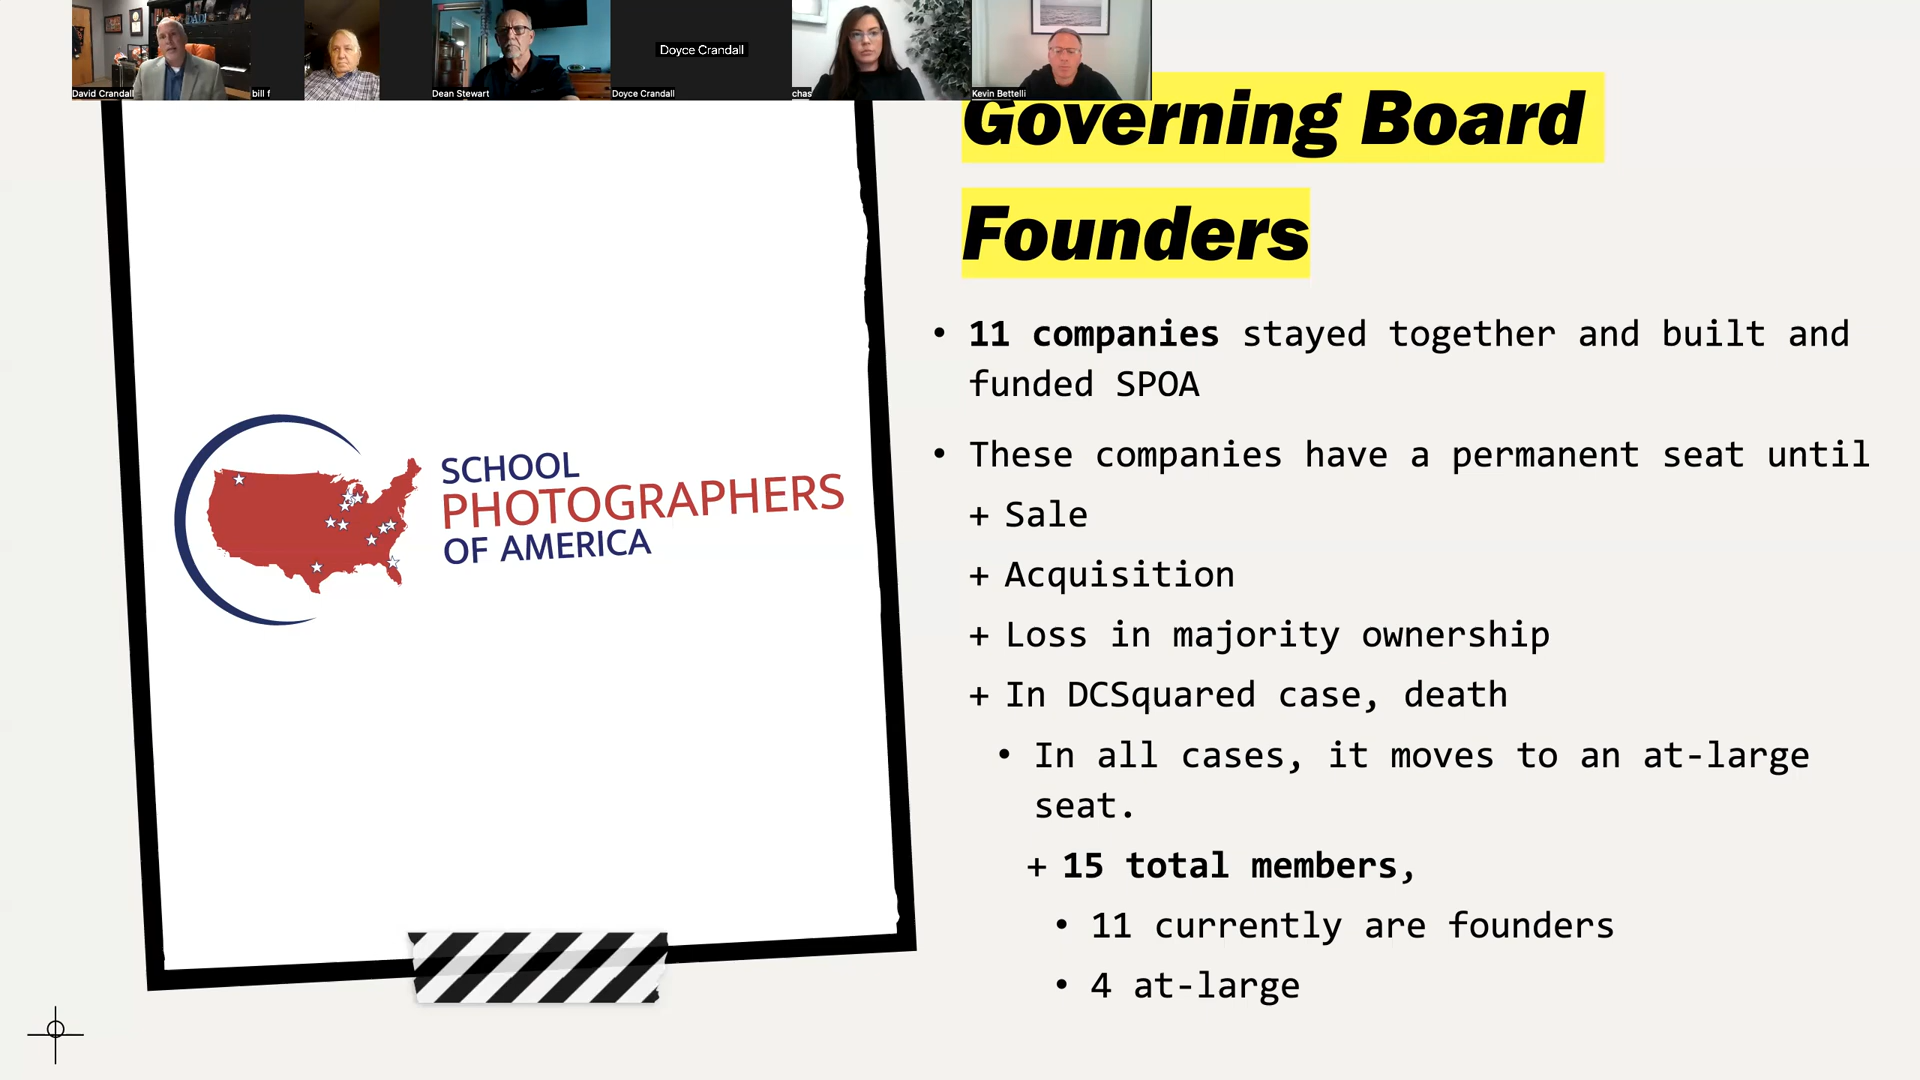 Doyce Crandall
David Crandall
bill f
Dean Stewart
Doyce Crandall
chas
Kevin Bettelli
Governing Board
Founders
SCHOOL
PHOTOGRAPHERS
OF AMERICA
• 11 companies stayed together and built and
funded SPOA
• These companies have a permanent seat until
+ Sale
+ Acquisition
+ Loss in majority ownership
+ In DCSquared case, death
• In all cases, it moves to an at-large
seat.
+ 15 total members,
• 11 currently are founders
• 4 at-large